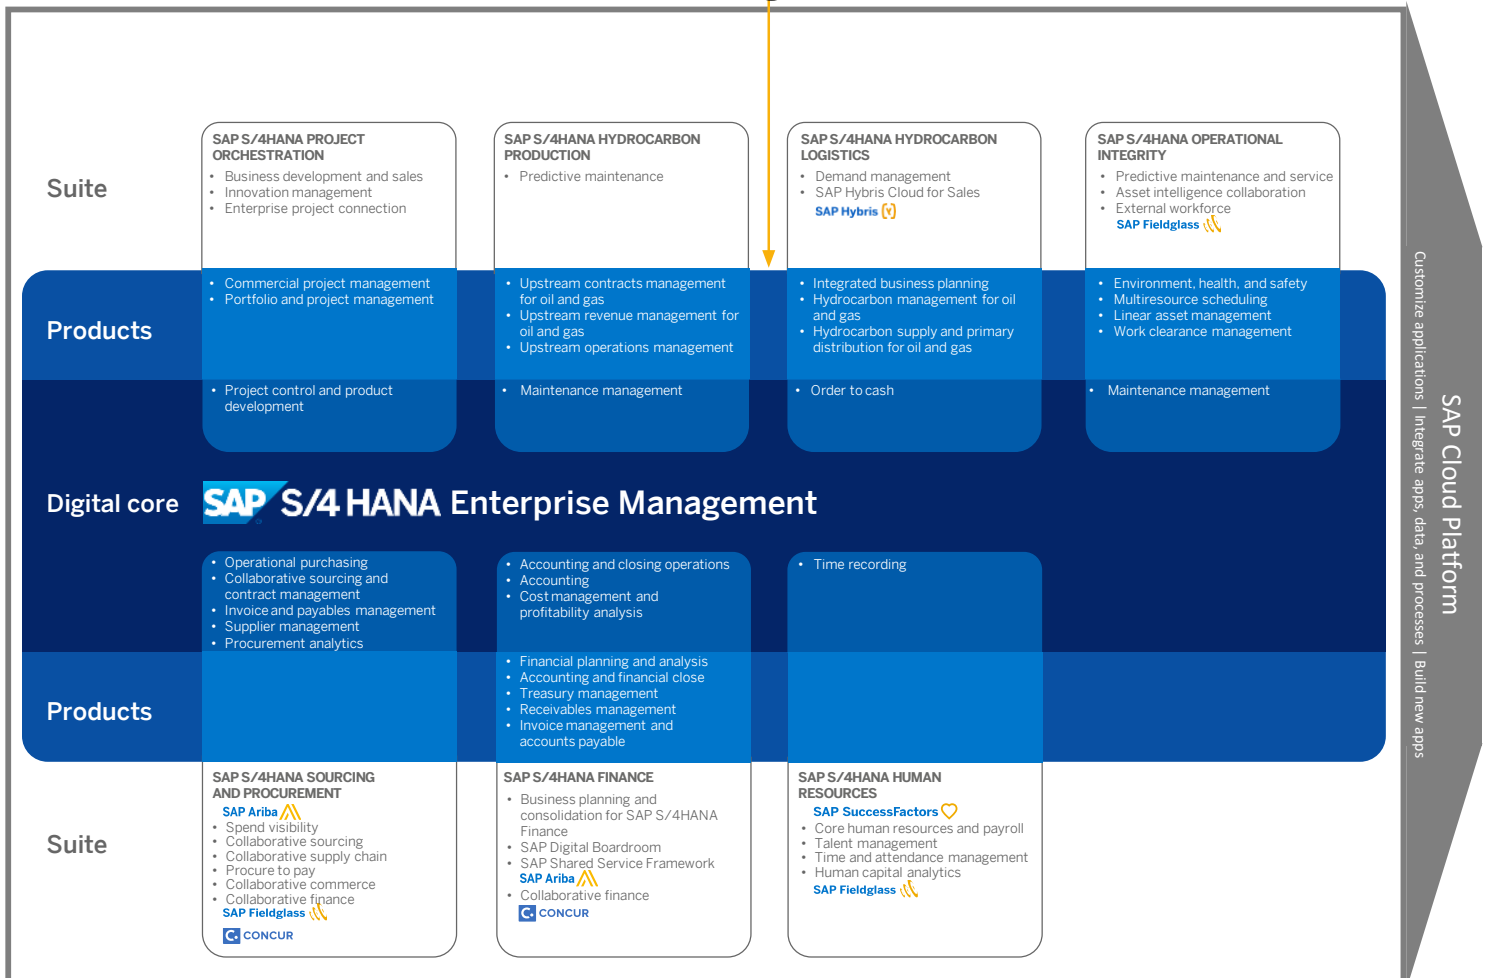 SAP S/4HANA PROJECT
ORCHESTRATION
• Business development and sales
• Innovation management
• Enterprise project connection
SAP S/4HANA HYDROCARBON
PRODUCTION
• Predictive maintenance
SAP S/4HANA HYDROCARBON
LOGISTICS
• Demand management
• SAP Hybris Cloud for Sales
SAP Hybris (Y)
SAP S/4HANA OPERATIONAL
INTEGRITY
• Predictive maintenance and service
• Asset intelligence collaboration
• External workforce
SAP Fieldglass
Suite
Products
• Commercial project management
• Portfolio and project management
• Upstream contracts management
for oil and gas
• Upstream revenue management for
oil and gas
• Upstream operations management
• Integrated business planning
• Hydrocarbon management for oil
and gas
• Hydrocarbon supply and primary
distribution for oil and gas
• Environment, health, and safety
• Multiresource scheduling
• Linear asset management
• Work clearance management
• Project control and product
development
• Maintenance management
• Order to cash
• Maintenance management
Digital core
SAP S/4 HANA Enterprise Management
• Operational purchasing
• Collaborative sourcing and
contract management
• Invoice and payables management
• Supplier management
• Procurement analytics
• Accounting and closing operations
• Accounting
• Cost management and
profitability analysis
• Time recording
Products
• Financial planning and analysis
• Accounting and financial close
• Treasury management
• Receivables management
• Invoice management and
accounts payable
Suite
SAP S/4HANA SOURCING
AND PROCUREMENT
SAP Ariba
• Spend visibility
• Collaborative sourcing
• Collaborative supply chain
• Procure to pay
• Collaborative commerce
• Collaborative finance
SAP Fieldglass
C. CONCUR
SAP S/4HANA FINANCE
• Business planning and
consolidation for SAP S/4HANA
Finance
• SAP Digital Boardroom
• SAP Shared Service Framework
SAP Ariba
• Collaborative finance
C. CONCUR
SAP S/4HANA HUMAN
RESOURCES
SAP SuccessFactors
• Core human resources and payroll
• Talent management
• Time and attendance management
• Human capital analytics
SAP Fieldglass
SAP Cloud Platform
Customize applications | Integrate apps, data, and processes | Build new apps